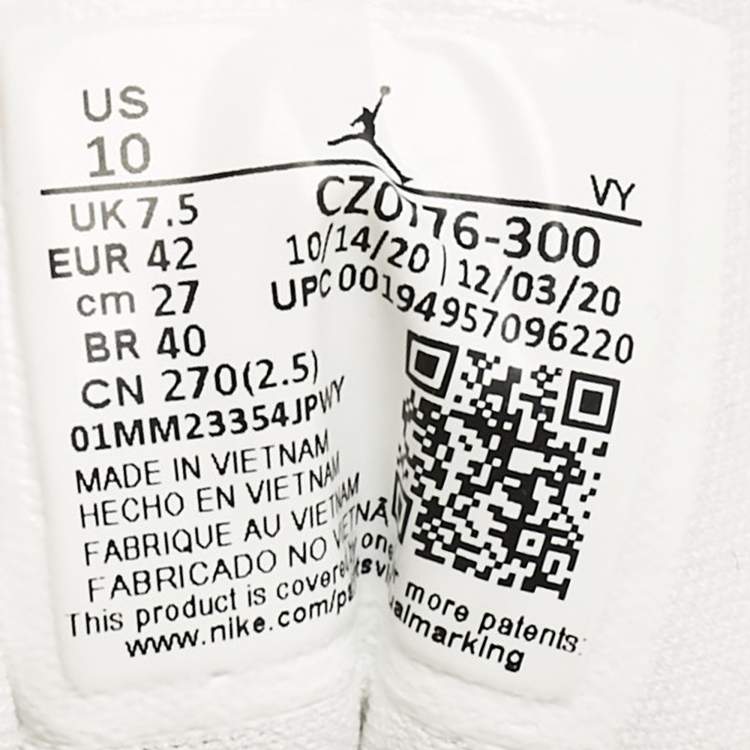 US
10
VY
UK 7.5
CZ0176-300
EUR 42
10/14/20 12/03/20
cm 27
UPC 00194957096220
BR 40
CN 270(2.5)
01MM23354JPWY
MADE IN VIETNAM
HECHO EN VIETNAM
FABRIQUE AU VIETNAM
FABRICADO NO VIETNÃ
This product is covered by one more patents:
www.nike.com/